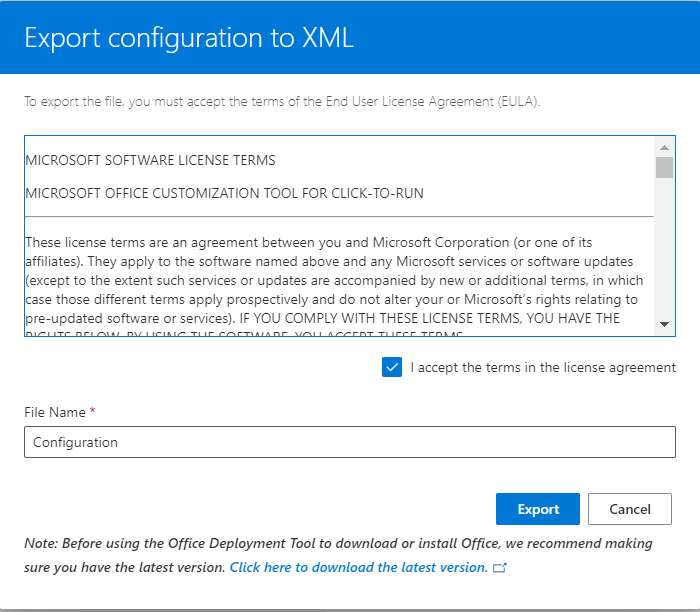 Export configuration to XML
To export the file, you must accept the terms of the End User License Agreement (EULA).
MICROSOFT SOFTWARE LICENSE TERMS
MICROSOFT OFFICE CUSTOMIZATION TOOL FOR CLICK-TO-RUN
These license terms are an agreement between you and Microsoft Corporation (or one of its
affiliates). They apply to the software named above and any Microsoft services or software updates
(except to the extent such services or updates are accompanied by new or additional terms, in which
case those different terms apply prospectively and do not alter your or Microsoft's rights relating to
pre-updated software or services). IF YOU COMPLY WITH THESE LICENSE TERMS, YOU HAVE THE
RIGHTS BELOW. BY USING THE SOFTWARE, YOU ACCEPT THESE TERMS.
I accept the terms in the license agreement
File Name *
Configuration
Export
Cancel
Note: Before using the Office Deployment Tool to download or install Office, we recommend making
sure you have the latest version. Click here to download the latest version.